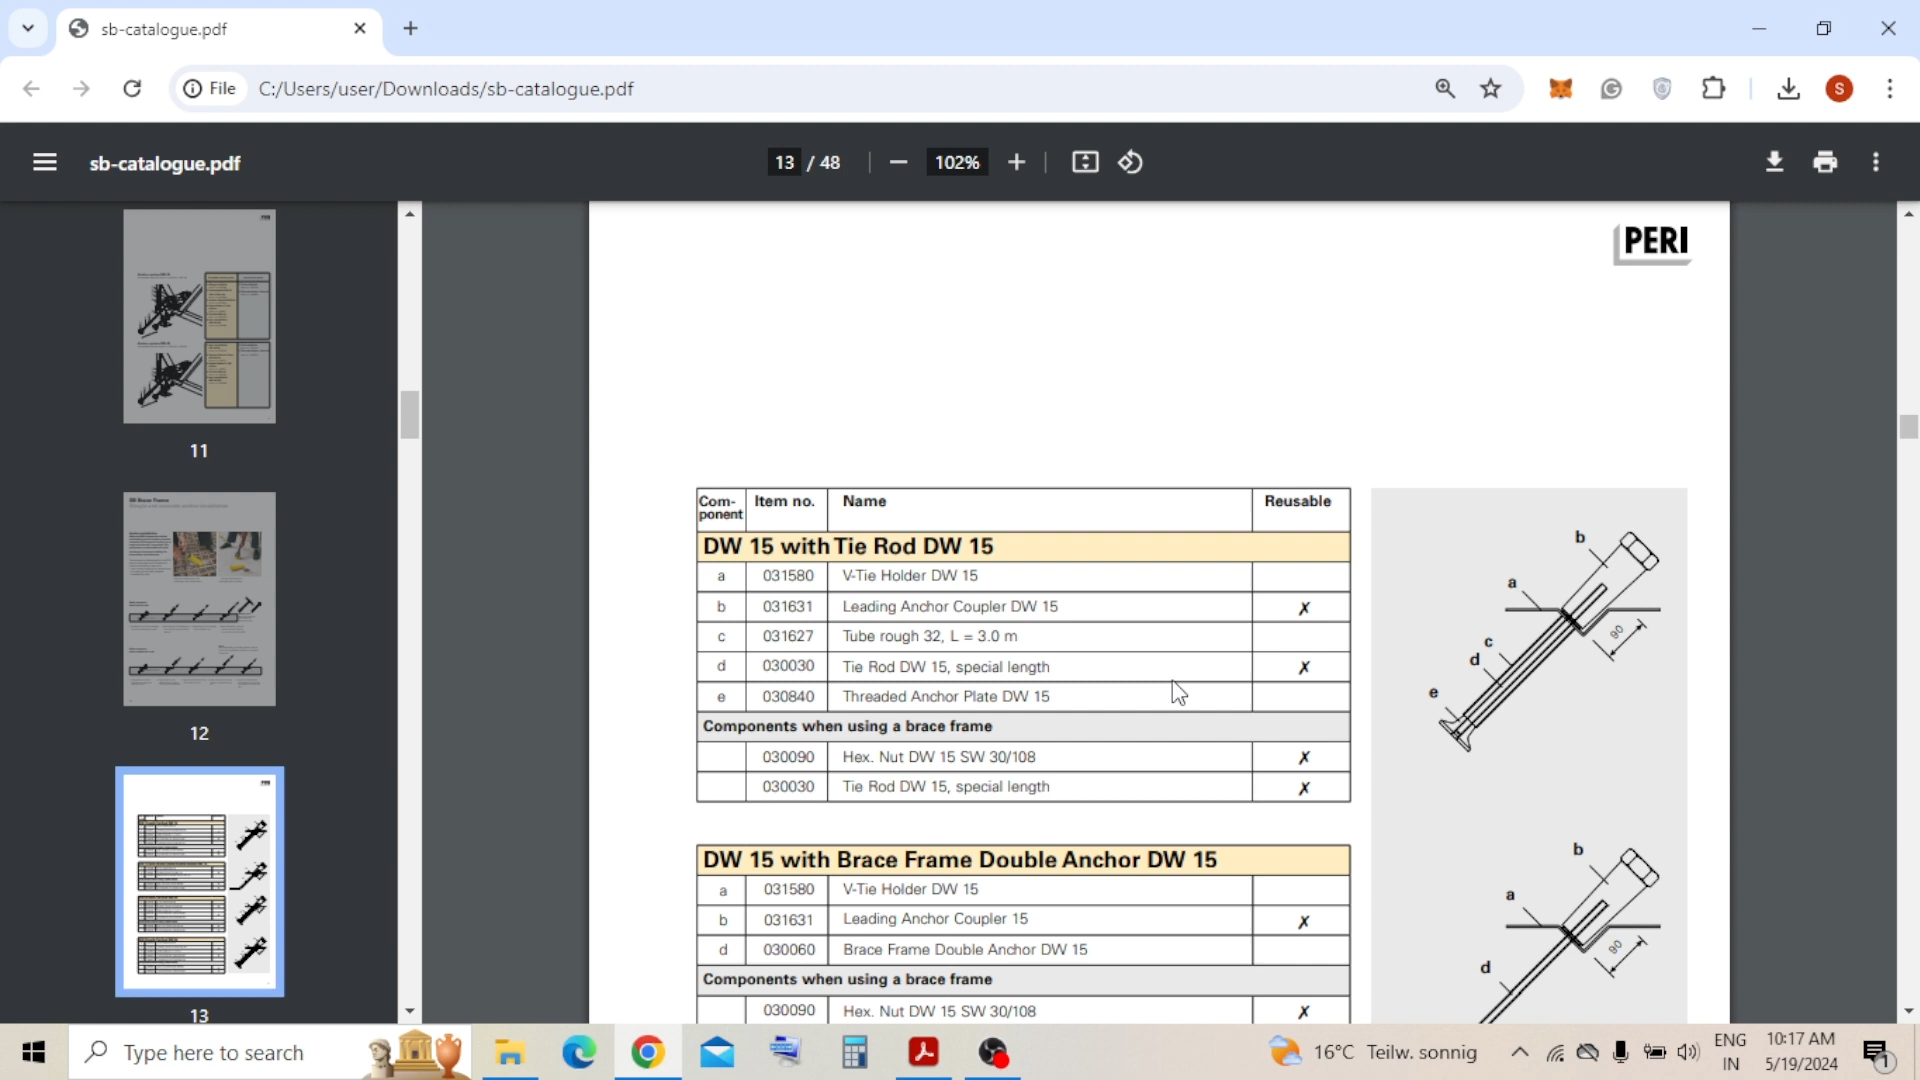 sb-catalogue.pdf
File C:/Users/user/Downloads/sb-catalogue.pdf
S
sb-catalogue.pdf 13 / 48 102%
11
12
13
PERI
Com-ponent Item no. Name Reusable
DW 15 with Tie Rod DW 15
a 031580 V-Tie Holder DW 15
b 031631 Leading Anchor Coupler DW 15 ✗
c 031627 Tube rough 32, L = 3.0 m
d 030030 Tie Rod DW 15, special length ✗
e 030840 Threaded Anchor Plate DW 15
Components when using a brace frame
030090 Hex. Nut DW 15 SW 30/108 ✗
030030 Tie Rod DW 15, special length ✗
b
a
90
c
d
e
DW 15 with Brace Frame Double Anchor DW 15
a 031580 V-Tie Holder DW 15
b 031631 Leading Anchor Coupler 15 ✗
d 030060 Brace Frame Double Anchor DW 15
Components when using a brace frame
030090 Hex. Nut DW 15 SW 30/108 ✗
b
a
90
d
Type here to search
16°C Teilw. sonnig
ENG
IN
10:17 AM
5/19/2024
1